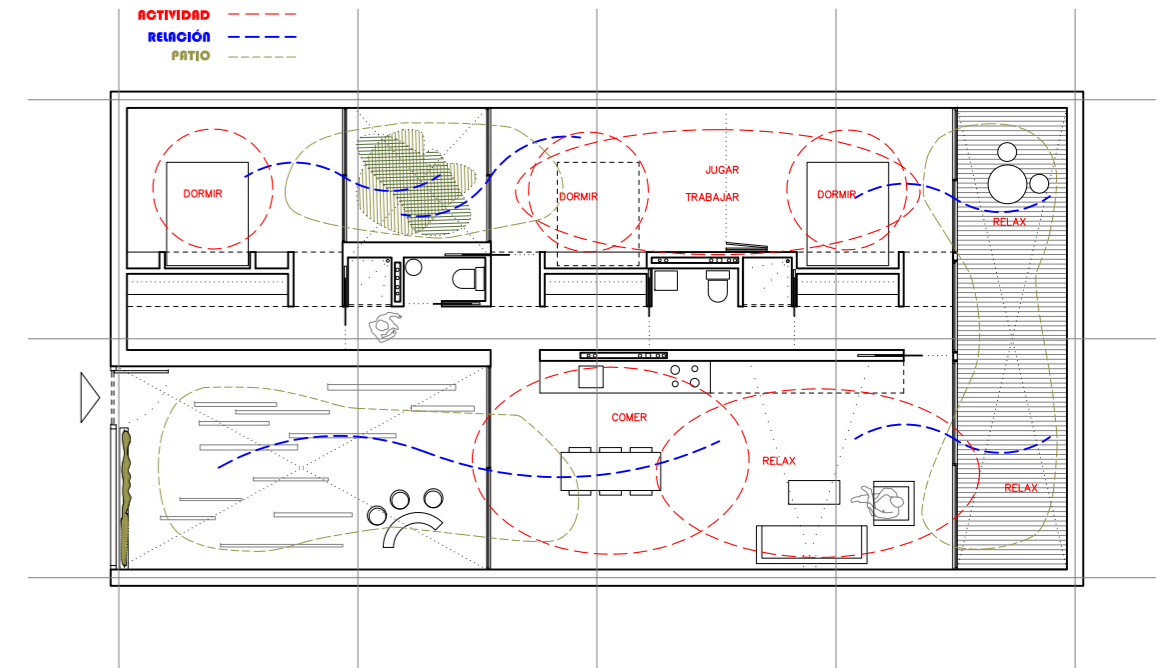 ACTIVIDAD
RELACIÓN
PATIO
DORMIR
DORMIR
JUGAR
TRABAJAR
DORMIR
RELAX
COMER
RELAX
RELAX